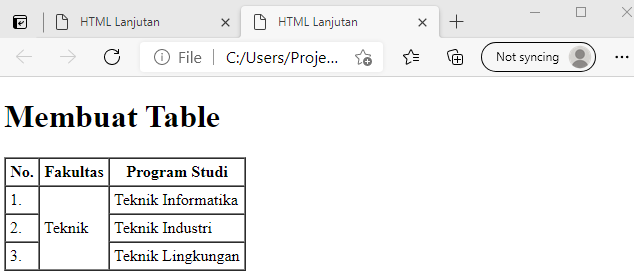 HTML Lanjutan
HTML Lanjutan
File C:/Users/Proje...
Not syncing
Membuat Table
No. Fakultas Program Studi
1. Teknik Informatika
2. Teknik Teknik Industri
3. Teknik Lingkungan